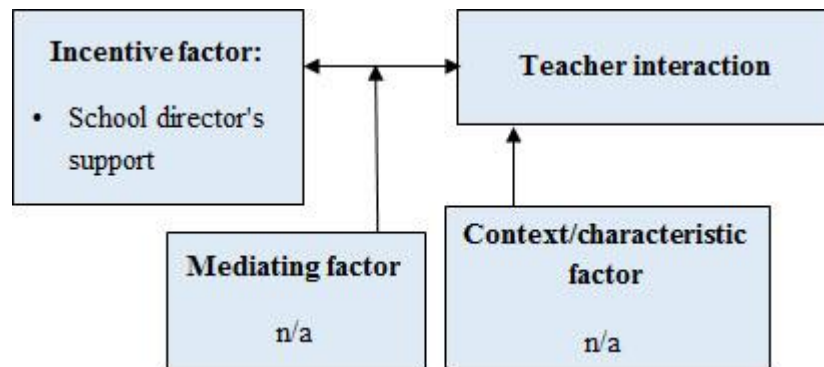 Incentive factor:
• School director's
support
Teacher interaction
Mediating factor
n/a
Context/characteristic
factor
n/a